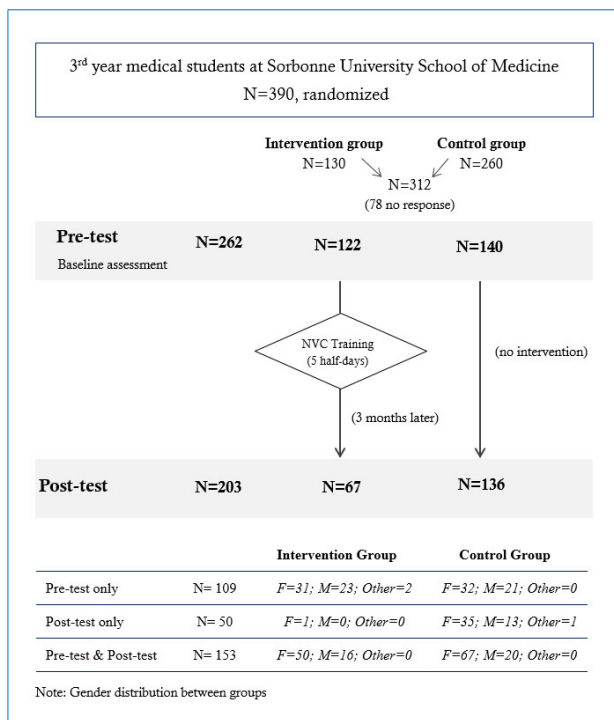 3rd year medical students at Sorbonne University School of Medicine
N=390, randomized
Intervention group Control group
N=130 N=260
N=312
(78 no response)
Pre-test N=262 N=122 N=140
Baseline assessment
NVC Training
(5 half-days)
(no intervention)
(3 months later)
Post-test N=203 N=67 N=136
Intervention Group Control Group
Pre-test only N= 109 F=31; M=23; Other=2 F=32; M=21; Other=0
Post-test only N= 50 F=1; M=0; Other=0 F=35; M=13; Other=1
Pre-test & Post-test N=153 F=50; M=16; Other=0 F=67; M=20; Other=0
Note: Gender distribution between groups